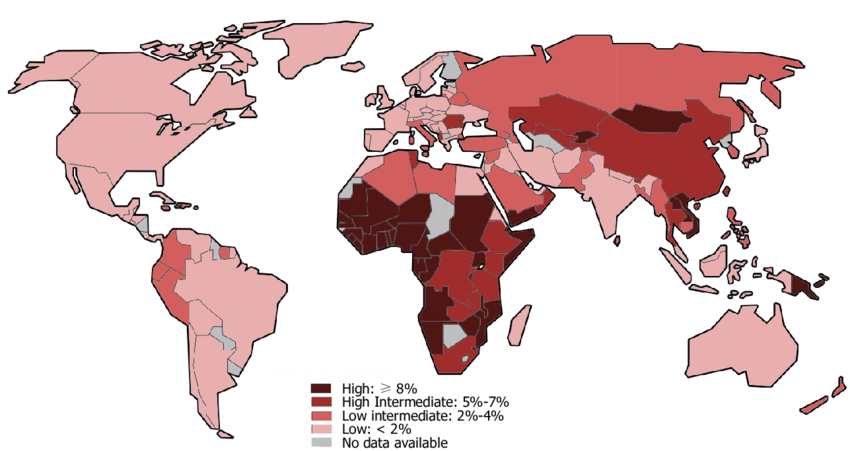 High: ⩾ 8%
High Intermediate: 5%-7%
Low intermediate: 2%-4%
Low: < 2%
No data available